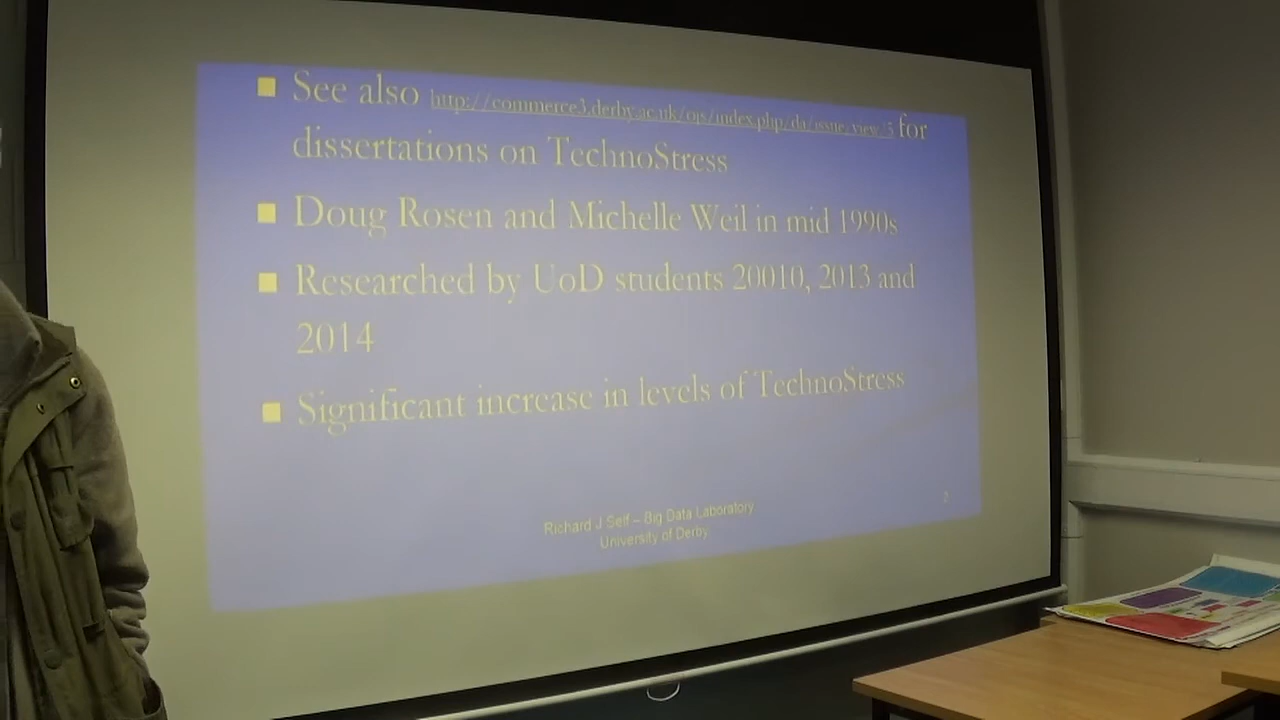 See also http://commerce3.derby.ac.uk/ojs/index.php/da/issue/view/5 for
dissertations on TechnoStress
Doug Rosen and Michelle Weil in mid 1990s
Researched by UoD students 20010, 2013 and
2014
Significant increase in levels of TechnoStress
Richard J Self – Big Data Laboratory
University of Derby
2